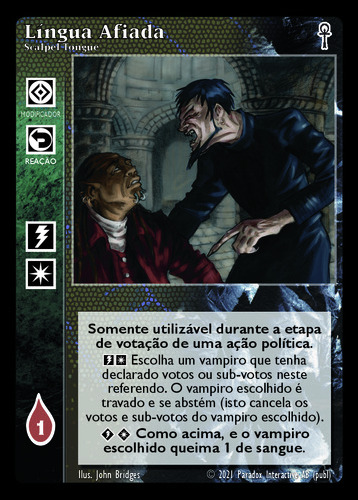 Língua Afiada
Scalpel Tongue
MODIFICADOR
REAÇÃO
Somente utilizável durante a etapa
de votação de uma ação política.
Escolha um vampiro que tenha
declarado votos ou sub-votos neste
referendo. O vampiro escolhido é
travado e se abstém (isto cancela os
votos e sub-votos do vampiro escolhido).
Como acima, e o vampiro
escolhido queima 1 de sangue.
1
Ilus. John Bridges © 2021 Paradox Interactive AB (publ)